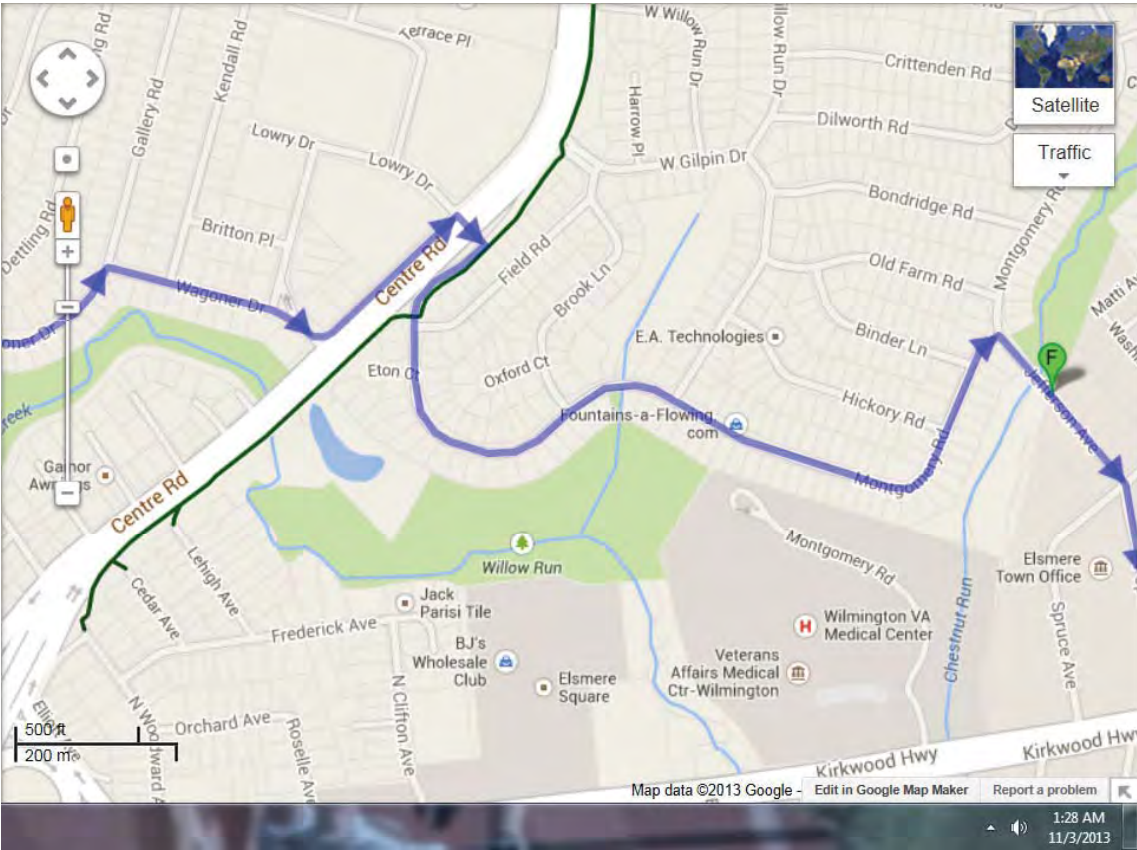 W Willow Run Dr
Terrace Pl
Kendall Rd
Gallery Rd
Crittenden Rd
Satellite
Harrow Pl
Dilworth Rd
Lowry Dr
Lowry Dr
W Gilpin Dr
Traffic
Bondridge Rd
Montgomery Rd
Dettling Rd
Britton Pl
Field Rd
Centre Rd
Old Farm Rd
Wagoner Dr
Brook Ln
E.A. Technologies
Binder Ln
F
Eton Ct
Oxford Ct
Hickory Rd
Jefferson Ave
Fountains-a-Flowing.
com
Montgomery Rd
Centre Rd
Willow Run
Montgomery Rd
Elsmere
Town Office
Lehigh Ave
Cedar Ave
Jack
Parisi Tile
Frederick Ave
H
Wilmington VA
Medical Center
Chestnut Run
Spruce Ave
BJ's
Wholesale
Club
Elsmere
Square
Veterans
Affairs Medical
Ctr-Wilmington
N Clifton Ave
Orchard Ave
Kirkwood Hwy
Kirkwood Hwy
500 ft
200 m
Map data ©2013 Google -
Edit in Google Map Maker
Report a problem
1:28 AM
11/3/2013